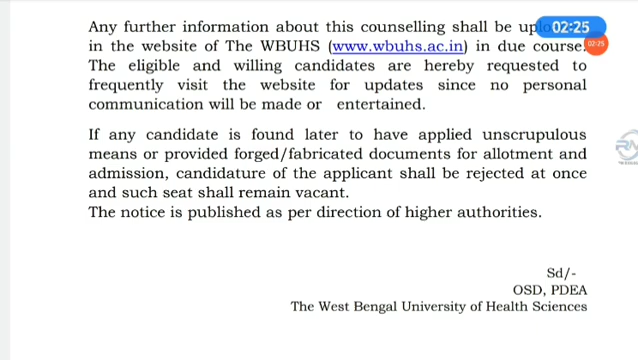 Any further information about this counselling shall be
02:25
in the website of The WBUHS (www.wbuhs.ac.in) in due course.
02:25
The eligible and willing candidates are hereby requested to
frequently visit the website for updates since no personal
communication will be made or entertained.
If any candidate is found later to have applied unscrupulous
means or provided forged/fabricated documents for allotment and
admission, candidature of the applicant shall be rejected at once
and such seat shall remain vacant.
The notice is published as per direction of higher authorities.
Sd/-
OSD, PDEA
The West Bengal University of Health Sciences